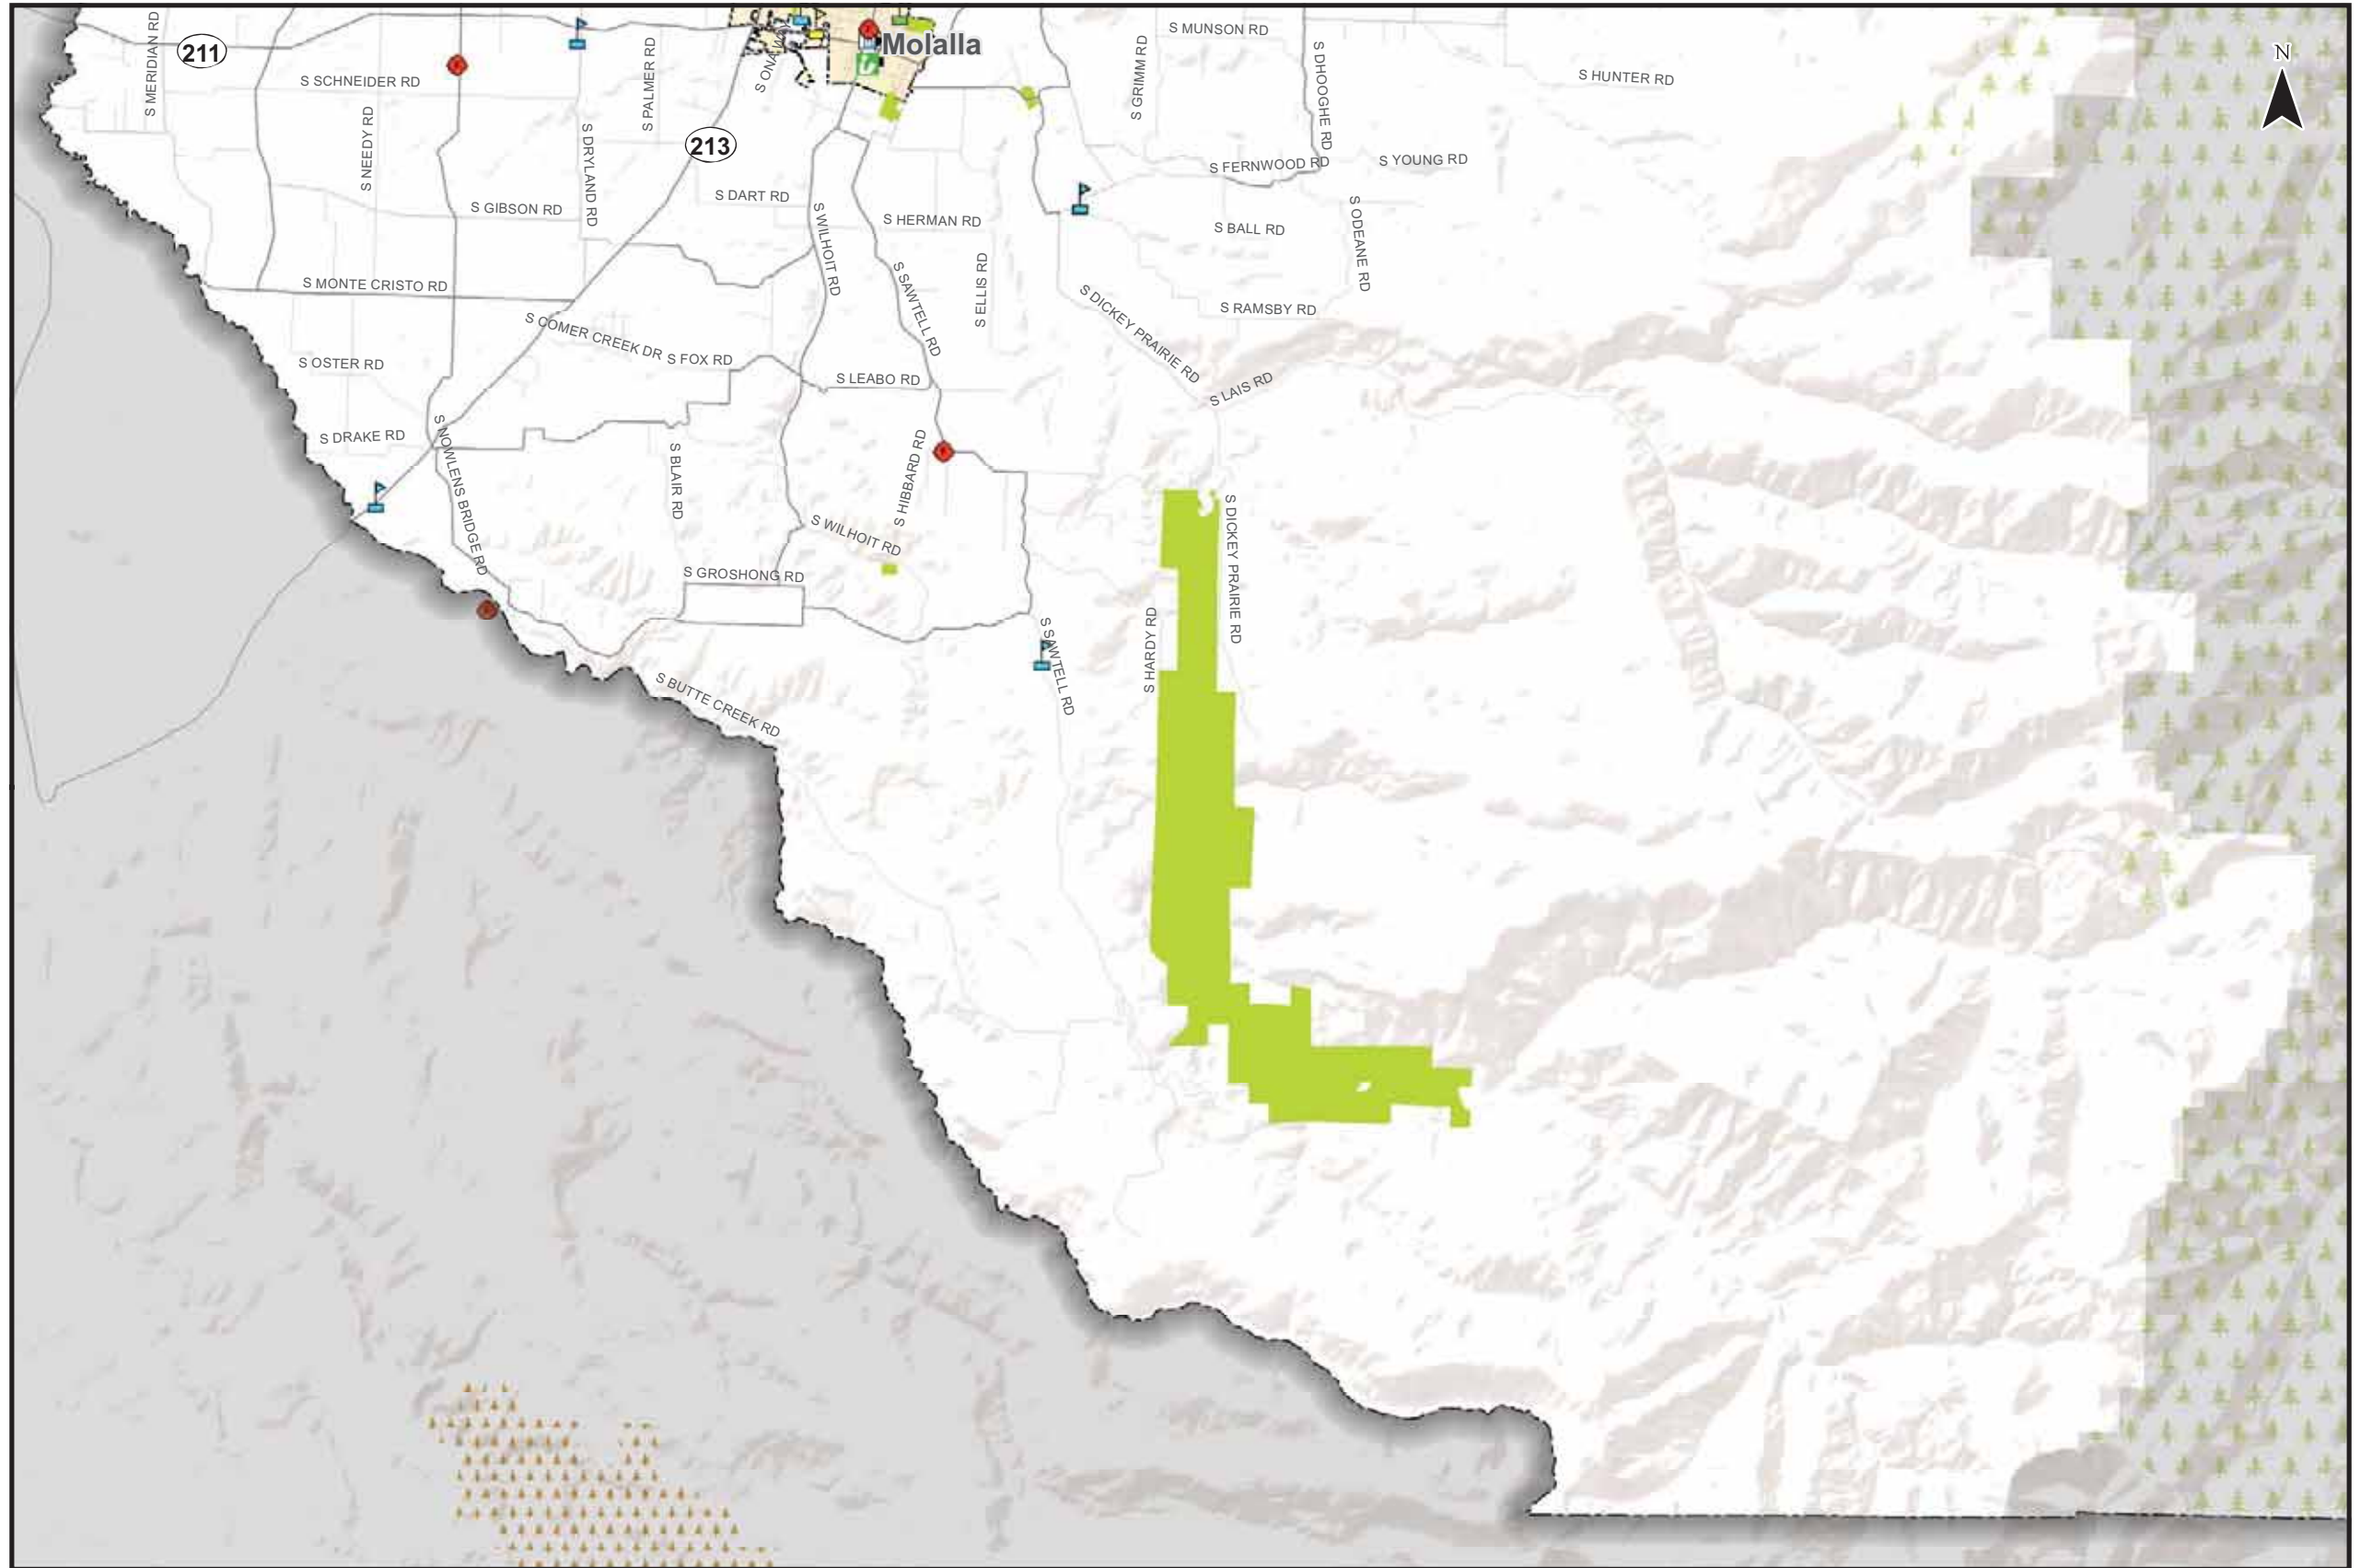 S MERIDIAN RD
211
S SCHNEIDER RD
S NEEDY RD
S DRYLAND RD
S PALMER RD
213
Molalla
S GRIMM RD
S MUNSON RD
S DHOOGHE RD
S HUNTER RD
N
S FERNWOOD RD
S YOUNG RD
S GIBSON RD
S DART RD
S WILHOIT RD
S HERMAN RD
S BALL RD
S ODEANE RD
S MONTE CRISTO RD
S SAWTELL RD
S ELLIS RD
S DICKEY PRAIRIE RD
S RAMSBY RD
S COMER CREEK DR
S FOX RD
S OSTER RD
S LEABO RD
S LAIS RD
S DRAKE RD
S NOWLENS BRIDGE RD
S BLAIR RD
S HIBBARD RD
S WILHOIT RD
S DICKEY PRAIRIE RD
S GROSHONG RD
S HARDY RD
S SAWTELL RD
S BUTTE CREEK RD